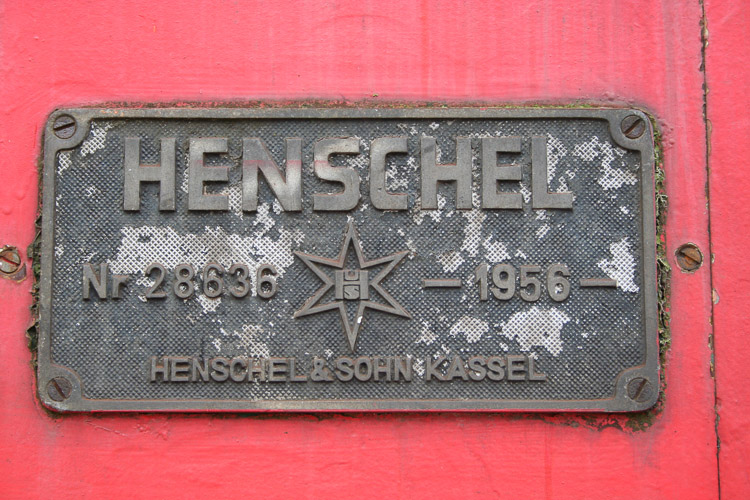 HENSCHEL
Nr 28636 — 1956 —
HENSCHEL & SOHN KASSEL